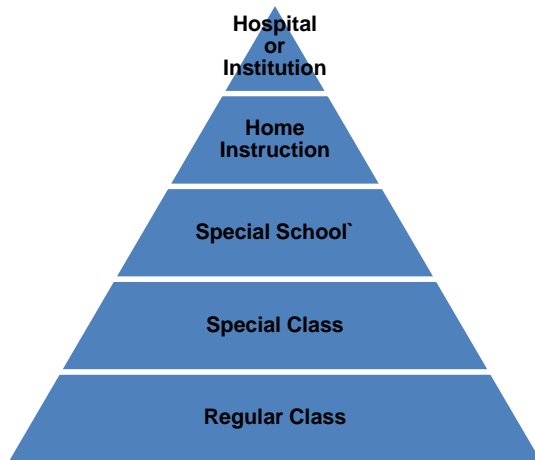 Hospital
or
Institution
Home
Instruction
Special School`
Special Class
Regular Class